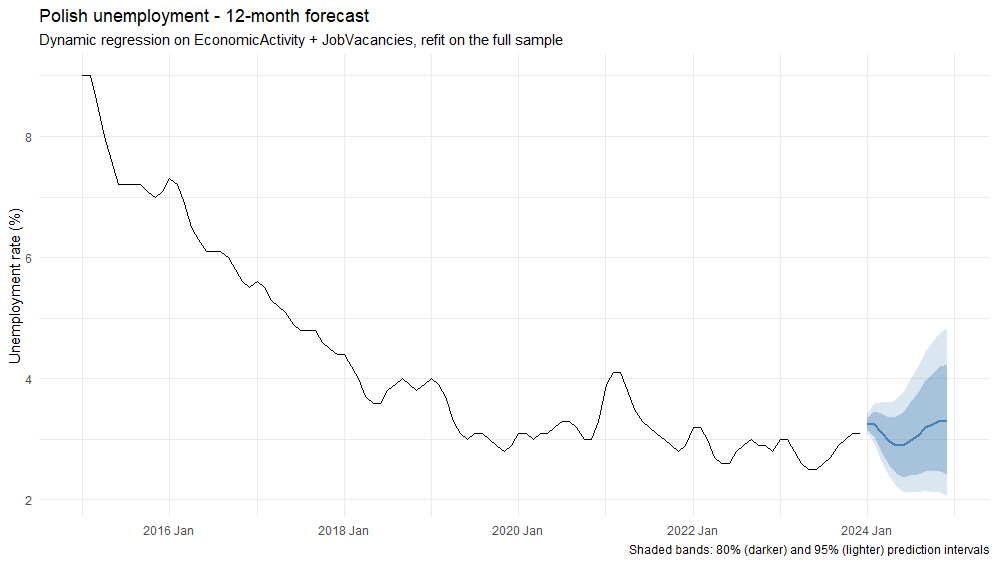 Polish unemployment - 12-month forecast
Dynamic regression on EconomicActivity + JobVacancies, refit on the full sample
Unemployment rate (%)
8
6
4
2
2016 Jan
2018 Jan
2020 Jan
2022 Jan
2024 Jan
Shaded bands: 80% (darker) and 95% (lighter) prediction intervals